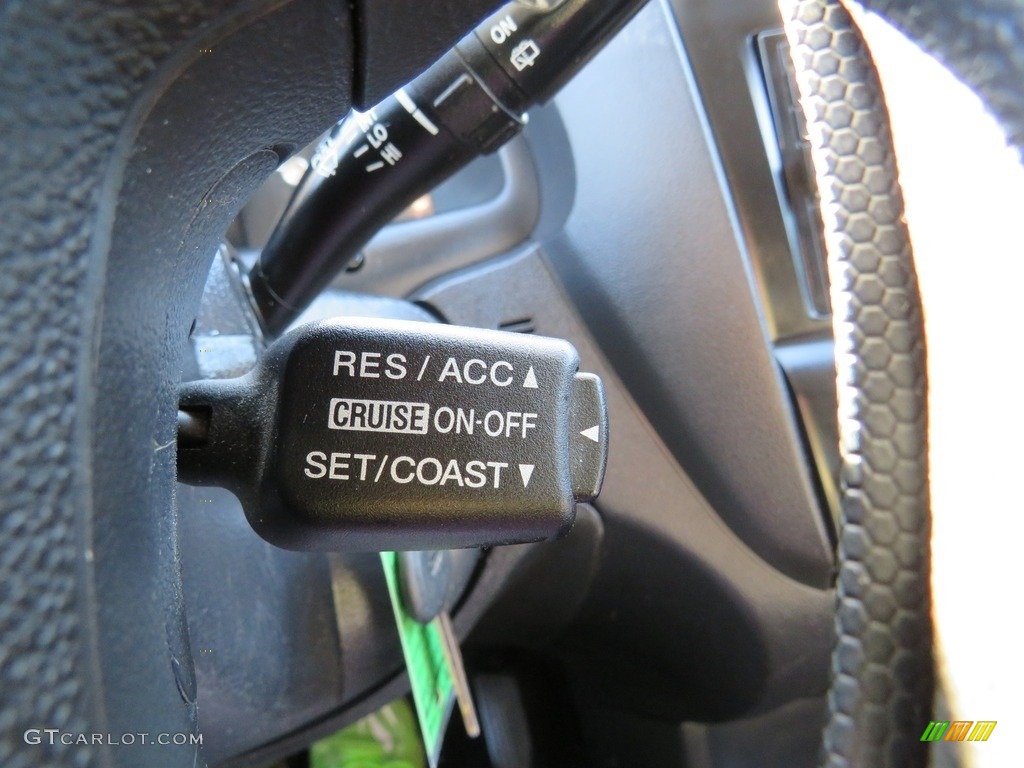 ON
RES / ACC ▲
CRUISE ON-OFF ◀
SET/COAST ▼
GTCARLOT.COM